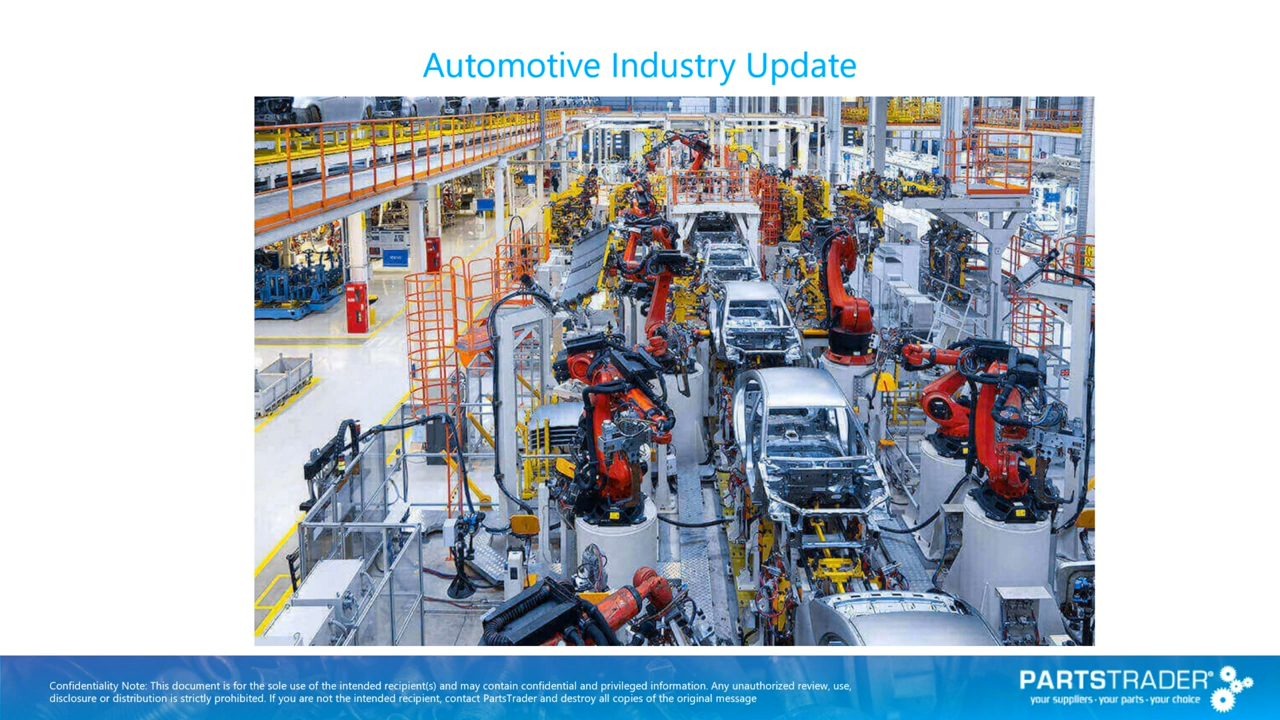 Automotive Industry Update
Confidentiality Note: This document is for the sole use of the intended recipient(s) and may contain confidential and privileged information. Any unauthorized review, use,
disclosure or distribution is strictly prohibited. If you are not the intended recipient, contact PartsTrader and destroy all copies of the original message
PARTSTRADER®
your suppliers · your parts · your choice